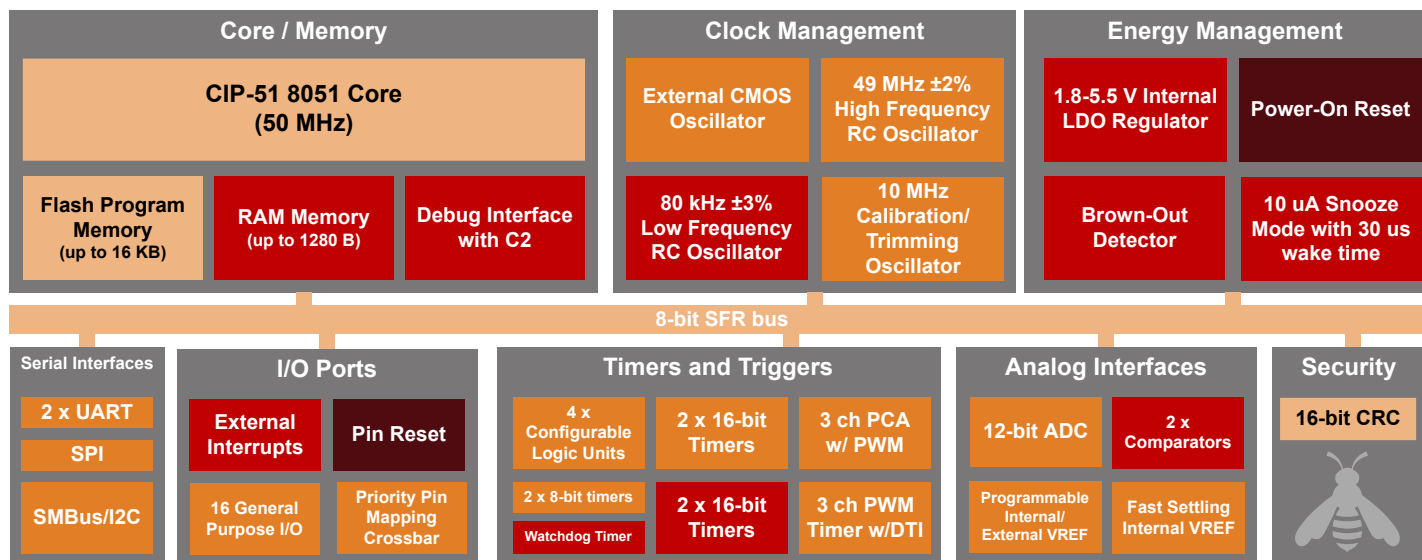 Core / Memory
CIP-51 8051 Core
(50 MHz)
Flash Program
Memory
(up to 16 KB)
RAM Memory
(up to 1280 B)
Debug Interface
with C2
Clock Management
External CMOS
Oscillator
49 MHz ±2%
High Frequency
RC Oscillator
80 kHz ±3%
Low Frequency
RC Oscillator
10 MHz
Calibration/
Trimming
Oscillator
Energy Management
1.8-5.5 V Internal
LDO Regulator
Power-On Reset
Brown-Out
Detector
10 uA Snooze
Mode with 30 us
wake time
8-bit SFR bus
Serial Interfaces
2 x UART
SPI
SMBus/I2C
I/O Ports
External
Interrupts
Pin Reset
16 General
Purpose I/O
Priority Pin
Mapping
Crossbar
Timers and Triggers
4 x
Configurable
Logic Units
2 x 16-bit
Timers
3 ch PCA
w/ PWM
2 x 8-bit timers
Watchdog Timer
2 x 16-bit
Timers
3 ch PWM
Timer w/DTI
Analog Interfaces
12-bit ADC
2 x
Comparators
Programmable
Internal/
External VREF
Fast Settling
Internal VREF
Security
16-bit CRC